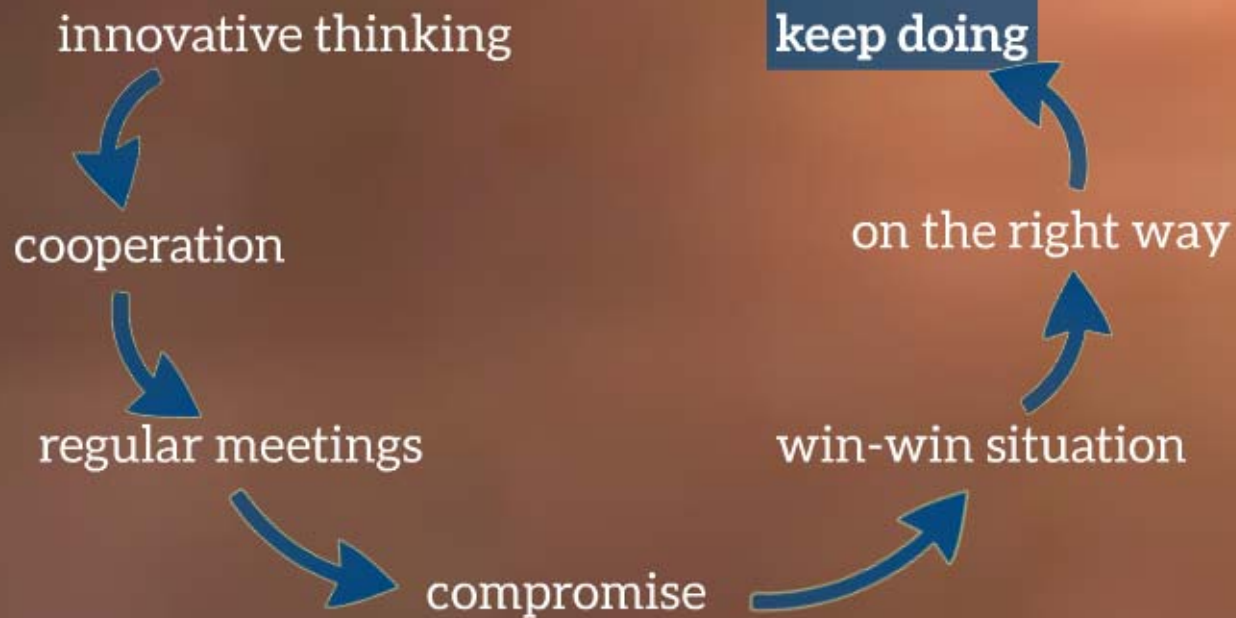 innovative thinking
cooperation
regular meetings
compromise
win-win situation
on the right way
keep doing